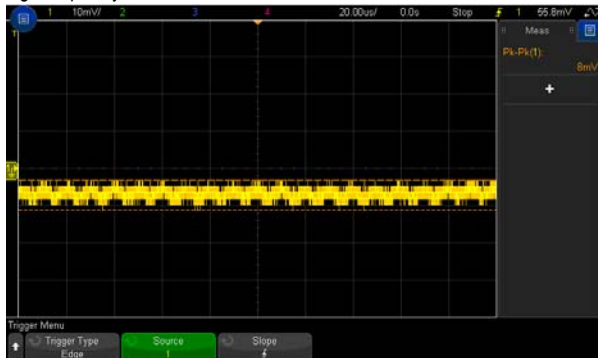 1 10mV/ 2 3 4 20.00us/ 0.0s Stop 1 55.8mV
Meas
Pk-Pk(1):
8mV
+
Trigger Menu
Trigger Type
Edge
Source
1
Slope